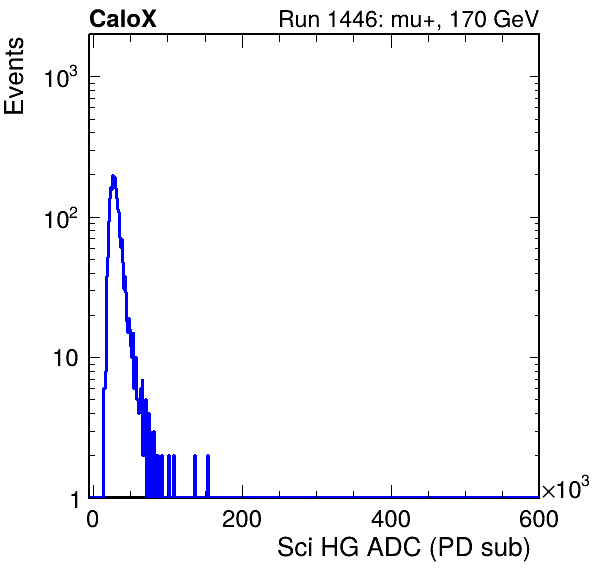 CaloX
Run 1446: mu+, 170 GeV
Events
10³
10²
10
1
0
200
400
600
×10³
Sci HG ADC (PD sub)